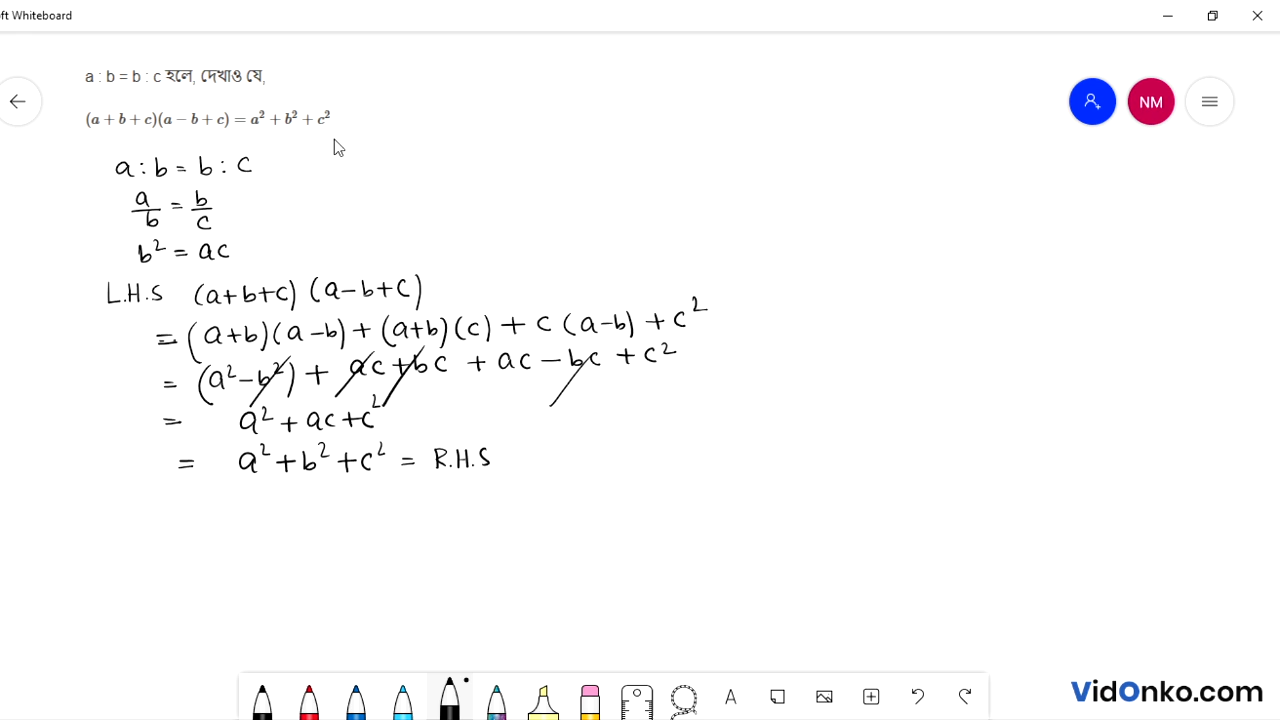 ft Whiteboard
a : b = b : c হলে, দেখাও যে,
(a + b + c)(a − b + c) = a² + b² + c²
NM
a : b = b : c
a/b = b/c
b² = ac
L.H.S (a+b+c) (a−b+c)
= (a+b)(a−b) + (a+b)(c) + c(a−b) + c²
= (a²−b²) + ac+bc + ac − bc + c²
= a² + ac + c²
= a² + b² + c² = R.H.S
A
VidOnko.com